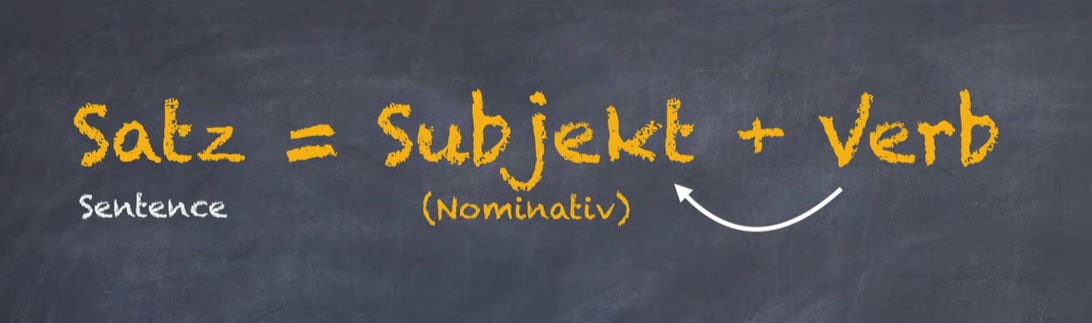 Satz = Subjekt + Verb
Sentence (Nominativ)